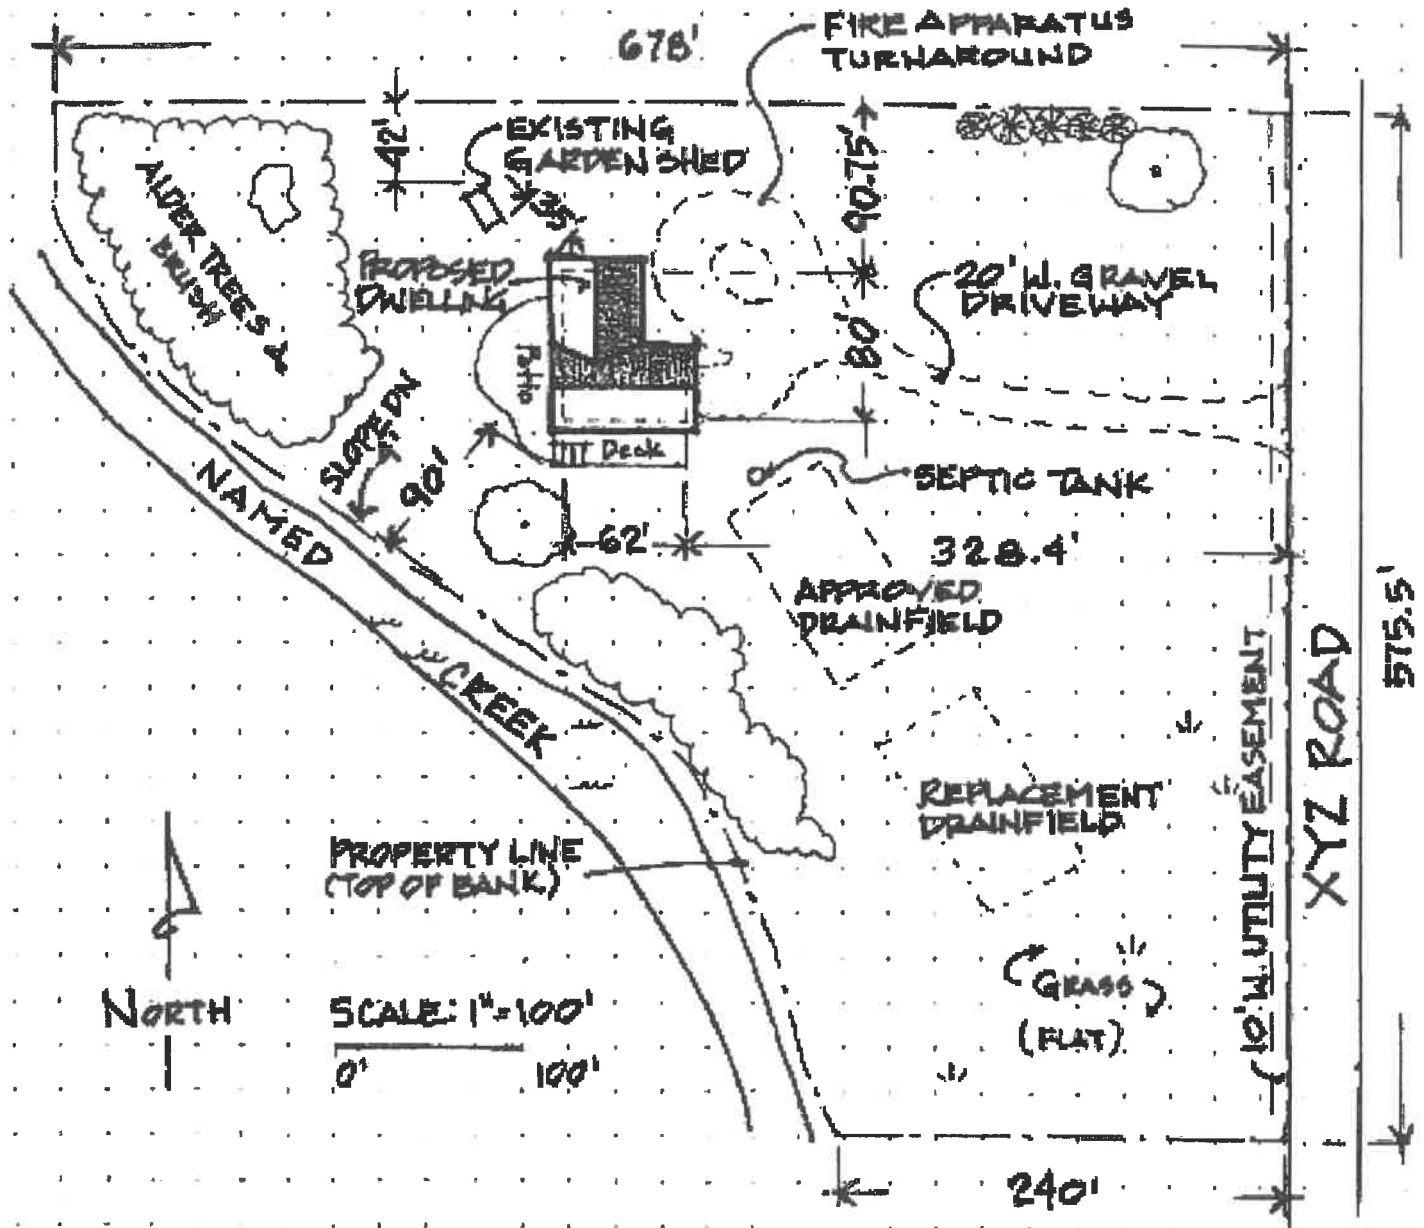 678'
FIRE APPARATUS
TURNAROUND
42'
EXISTING
GARDEN SHED
35'
90.75'
ALDER TREES &
BRUSH
PROPOSED
DWELLING
20' W. GRAVEL
DRIVEWAY
80'
Patio
SLOPE DN
90'
Deck
SEPTIC TANK
NAMED
CREEK
62'
328.4'
APPROVED
DRAINFIELD
575.5'
XYZ ROAD
(10' W. UTILITY EASEMENT
REPLACEMENT
DRAINFIELD
PROPERTY LINE
(TOP OF BANK)
GRASS
(FLAT)
NORTH
SCALE: 1"=100'
0' 100'
240'